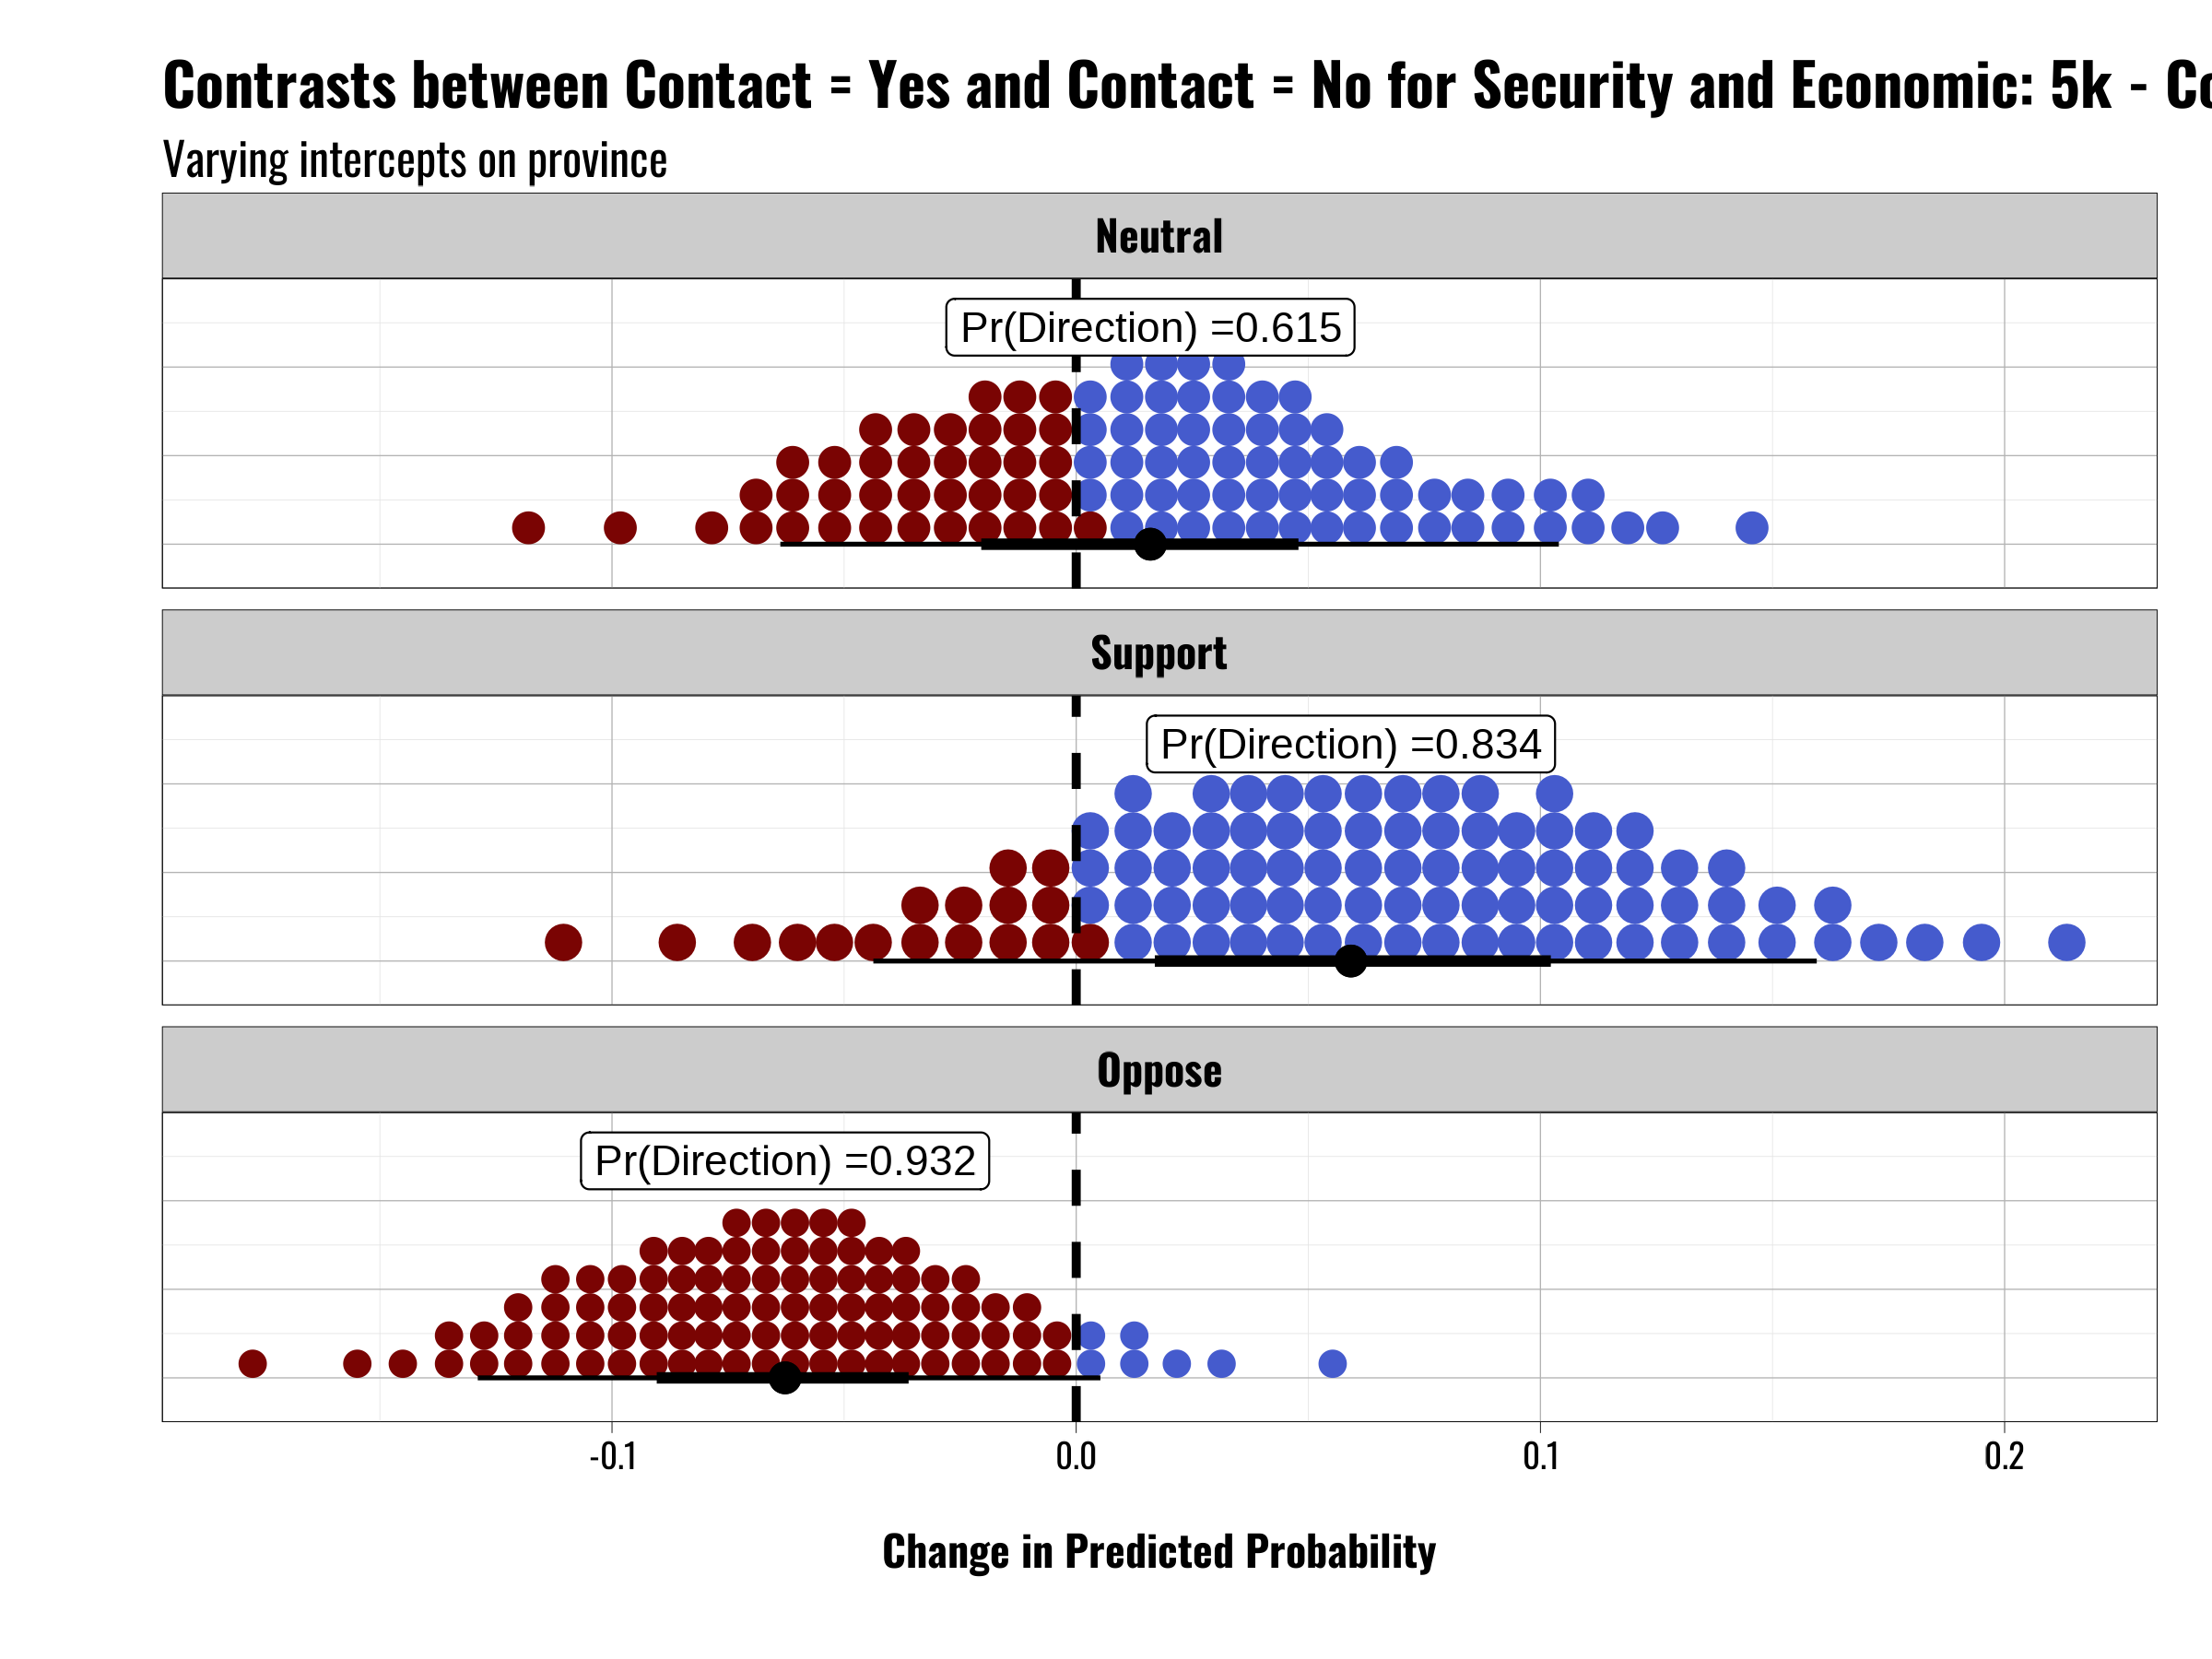 Contrasts between Contact = Yes and Contact = No for Security and Economic: 5k - Co
Varying intercepts on province
Neutral
Pr(Direction) =0.615
Support
Pr(Direction) =0.834
Oppose
Pr(Direction) =0.932
-0.1 0.0 0.1 0.2
Change in Predicted Probability